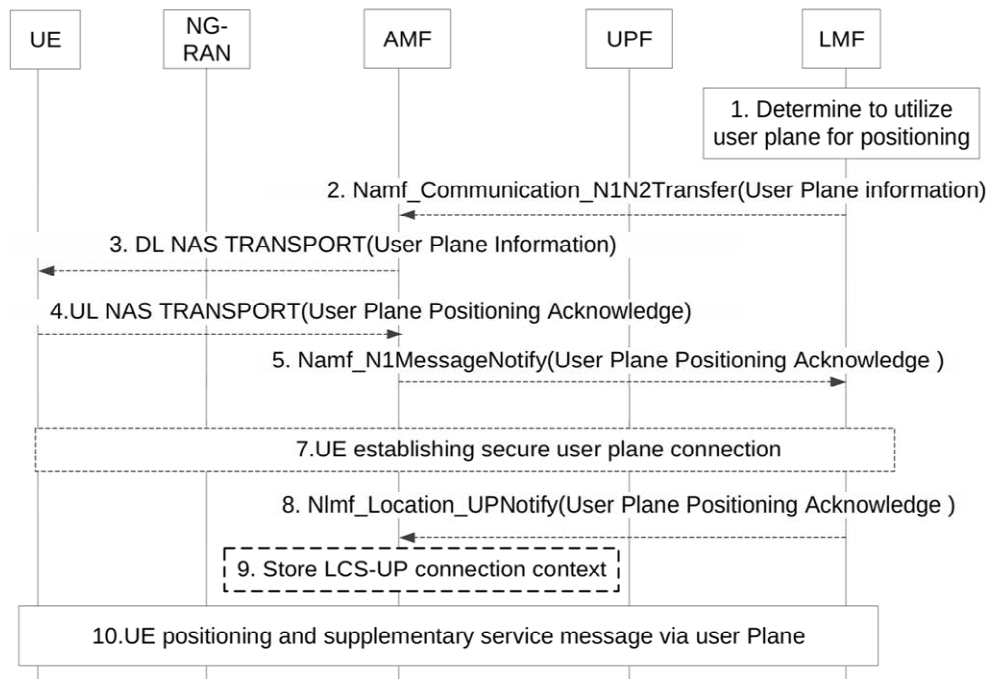 UE
NG-
RAN
AMF
UPF
LMF
1. Determine to utilize
user plane for positioning
2. Namf_Communication_N1N2Transfer(User Plane information)
3. DL NAS TRANSPORT(User Plane Information)
4.UL NAS TRANSPORT(User Plane Positioning Acknowledge)
5. Namf_N1MessageNotify(User Plane Positioning Acknowledge )
7.UE establishing secure user plane connection
8. Nlmf_Location_UPNotify(User Plane Positioning Acknowledge )
9. Store LCS-UP connection context
10.UE positioning and supplementary service message via user Plane